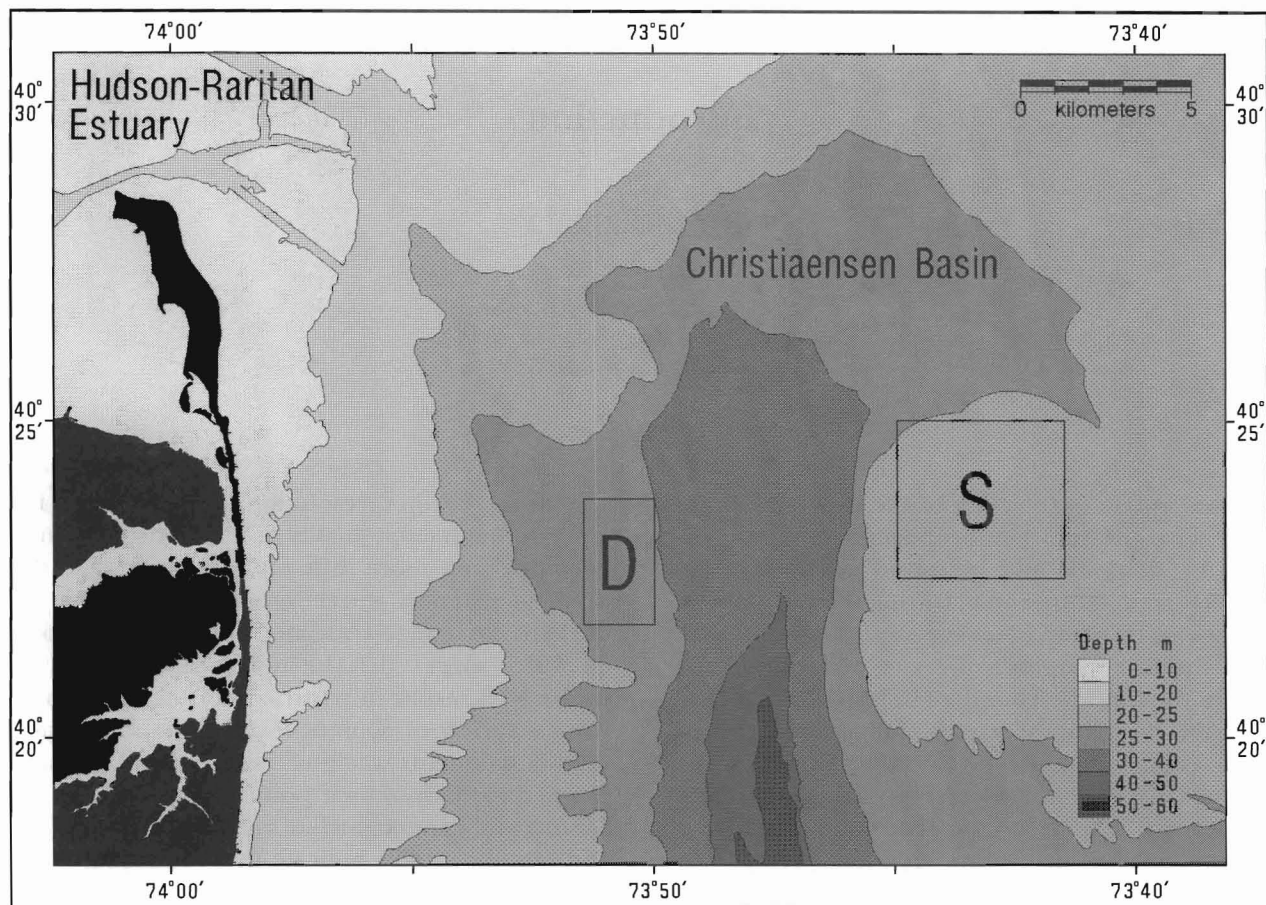 74°00′ 73°50′ 73°40′
Hudson-Raritan
Estuary
0 kilometers 5
40°
30′
40°
30′
Christiaensen Basin
40°
25′
40°
25′
S
D
Depth m
0-10
10-20
20-25
25-30
30-40
40-50
50-60
40°
20′
40°
20′
74°00′ 73°50′ 73°40′